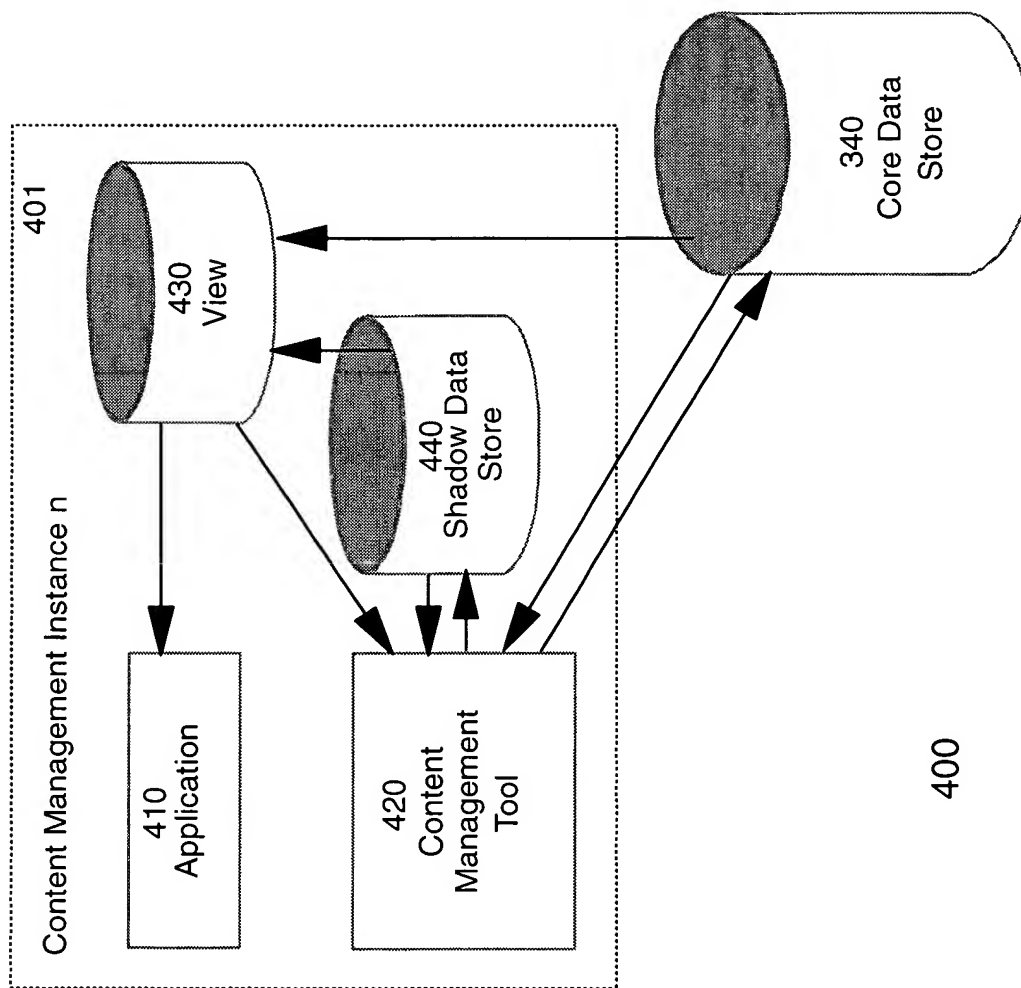 Content Management Instance n
401
410
Application
430
View
420
Content
Management
Tool
440
Shadow Data
Store
340
Core Data
Store
400